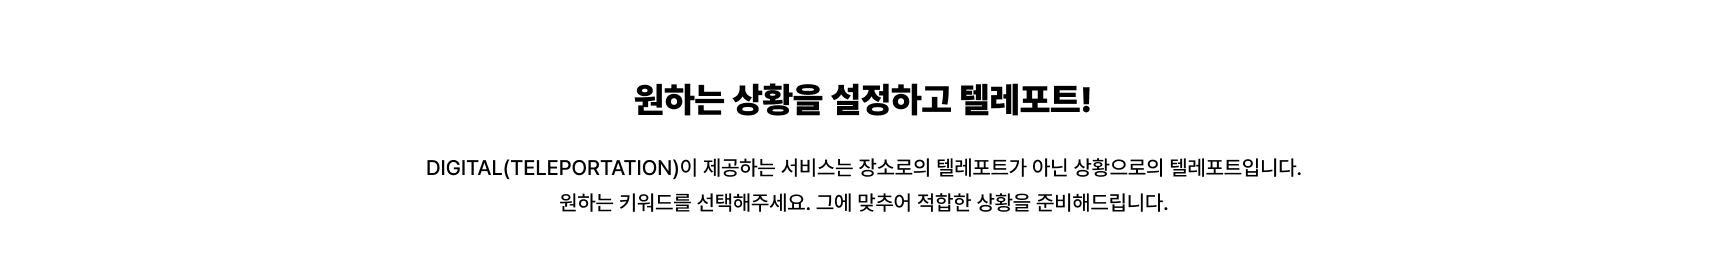 원하는 상황을 설정하고 텔레포트!
DIGITAL(TELEPORTATION)이 제공하는 서비스는 장소로의 텔레포트가 아닌 상황으로의 텔레포트입니다.
원하는 키워드를 선택해주세요. 그에 맞추어 적합한 상황을 준비해드립니다.